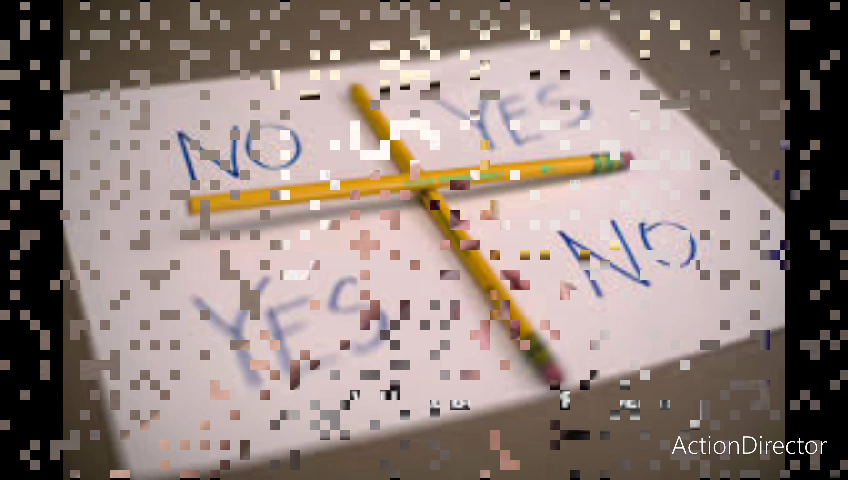 NO YES
YES NO
ActionDirector